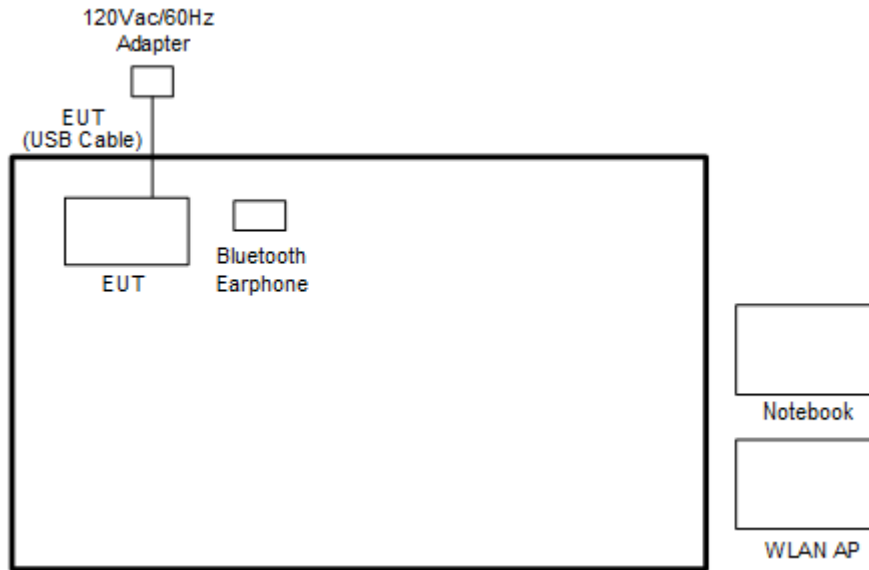 120Vac/60Hz
Adapter
EUT
(USB Cable)
EUT
Bluetooth
Earphone
Notebook
WLAN AP